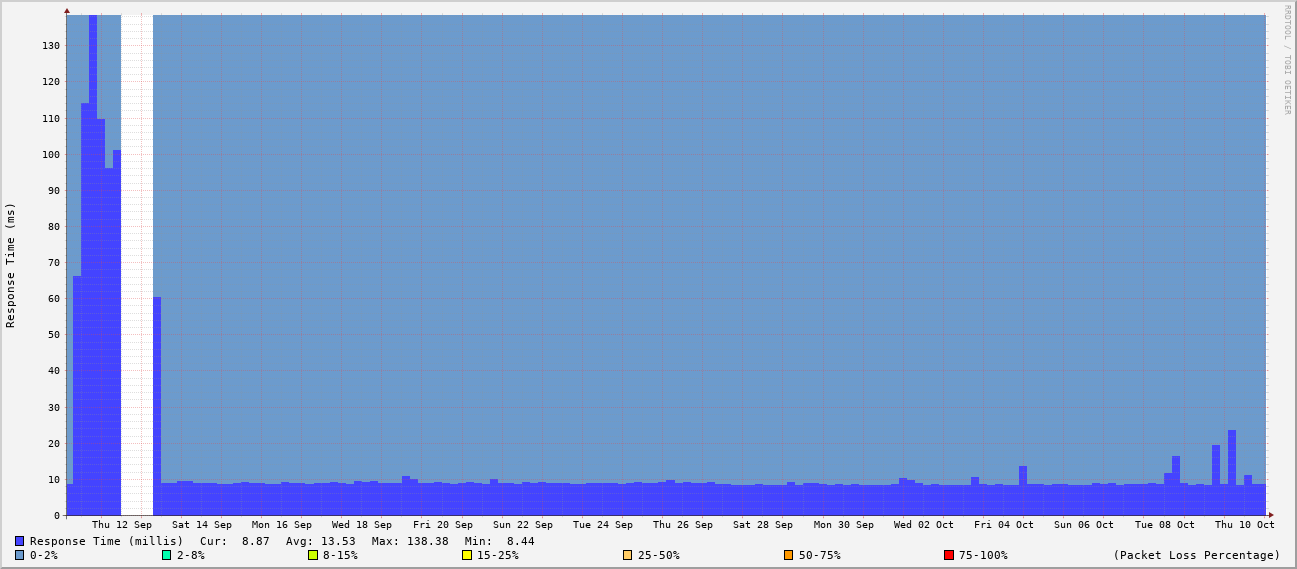 RRDTOOL / TOBI OETIKER
Response Time (ms)
130
120
110
100
90
80
70
60
50
40
30
20
10
0
Thu 12 Sep Sat 14 Sep Mon 16 Sep Wed 18 Sep Fri 20 Sep Sun 22 Sep Tue 24 Sep Thu 26 Sep Sat 28 Sep Mon 30 Sep Wed 02 Oct Fri 04 Oct Sun 06 Oct Tue 08 Oct Thu 10 Oct
Response Time (millis) Cur: 8.87 Avg: 13.53 Max: 138.38 Min: 8.44
0-2% 2-8% 8-15% 15-25% 25-50% 50-75% 75-100% (Packet Loss Percentage)